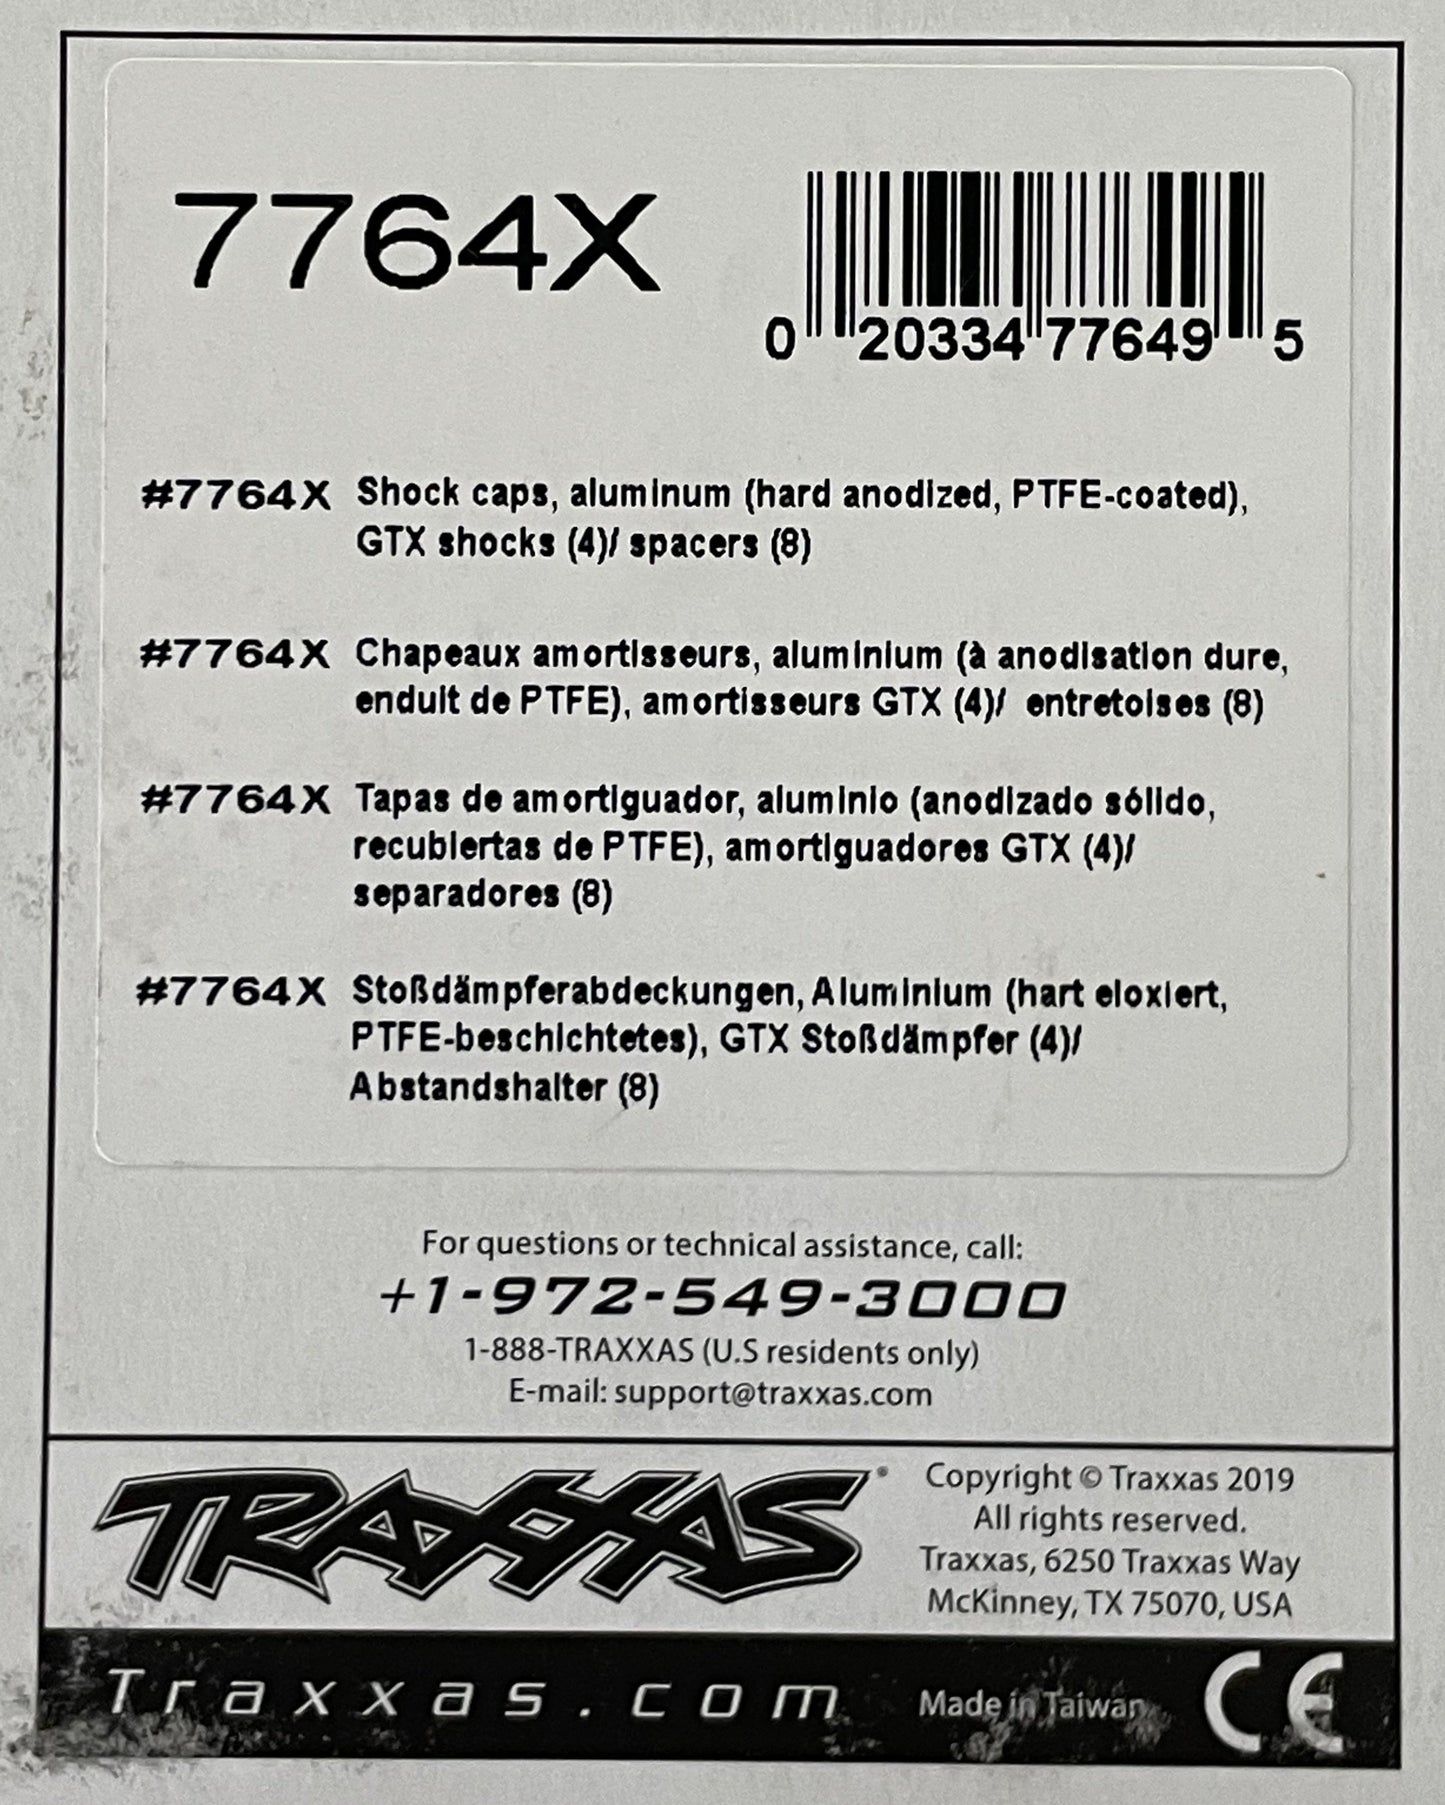 7764X
0 20334 77649 5
#7764X Shock caps, aluminum (hard anodized, PTFE-coated),
GTX shocks (4)/ spacers (8)
#7764X Chapeaux amortisseurs, aluminium (à anodisation dure,
enduit de PTFE), amortisseurs GTX (4)/ entretoises (8)
#7764X Tapas de amortiguador, aluminio (anodizado sólido,
recubiertas de PTFE), amortiguadores GTX (4)/
separadores (8)
#7764X Stoßdämpferabdeckungen, Aluminium (hart eloxiert,
PTFE-beschichtetes), GTX Stoßdämpfer (4)/
Abstandshalter (8)
For questions or technical assistance, call:
+1-972-549-3000
1-888-TRAXXAS (U.S residents only)
E-mail: support@traxxas.com
TRAXXAS®
Copyright © Traxxas 2019
All rights reserved.
Traxxas, 6250 Traxxas Way
McKinney, TX 75070, USA
Traxxas.com
Made in Taiwan
CE